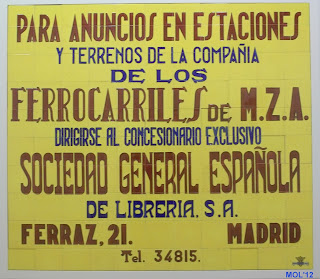 PARA ANUNCIOS EN ESTACIONES
Y TERRENOS DE LA COMPAÑIA
DE LOS
FERROCARRILES DE M.Z.A.
DIRIGIRSE AL CONCESIONARIO EXCLUSIVO
SOCIEDAD GENERAL ESPAÑOLA
DE LIBRERIA, S.A.
FERRAZ, 21. MADRID
Tel. 34815.
MOL'12